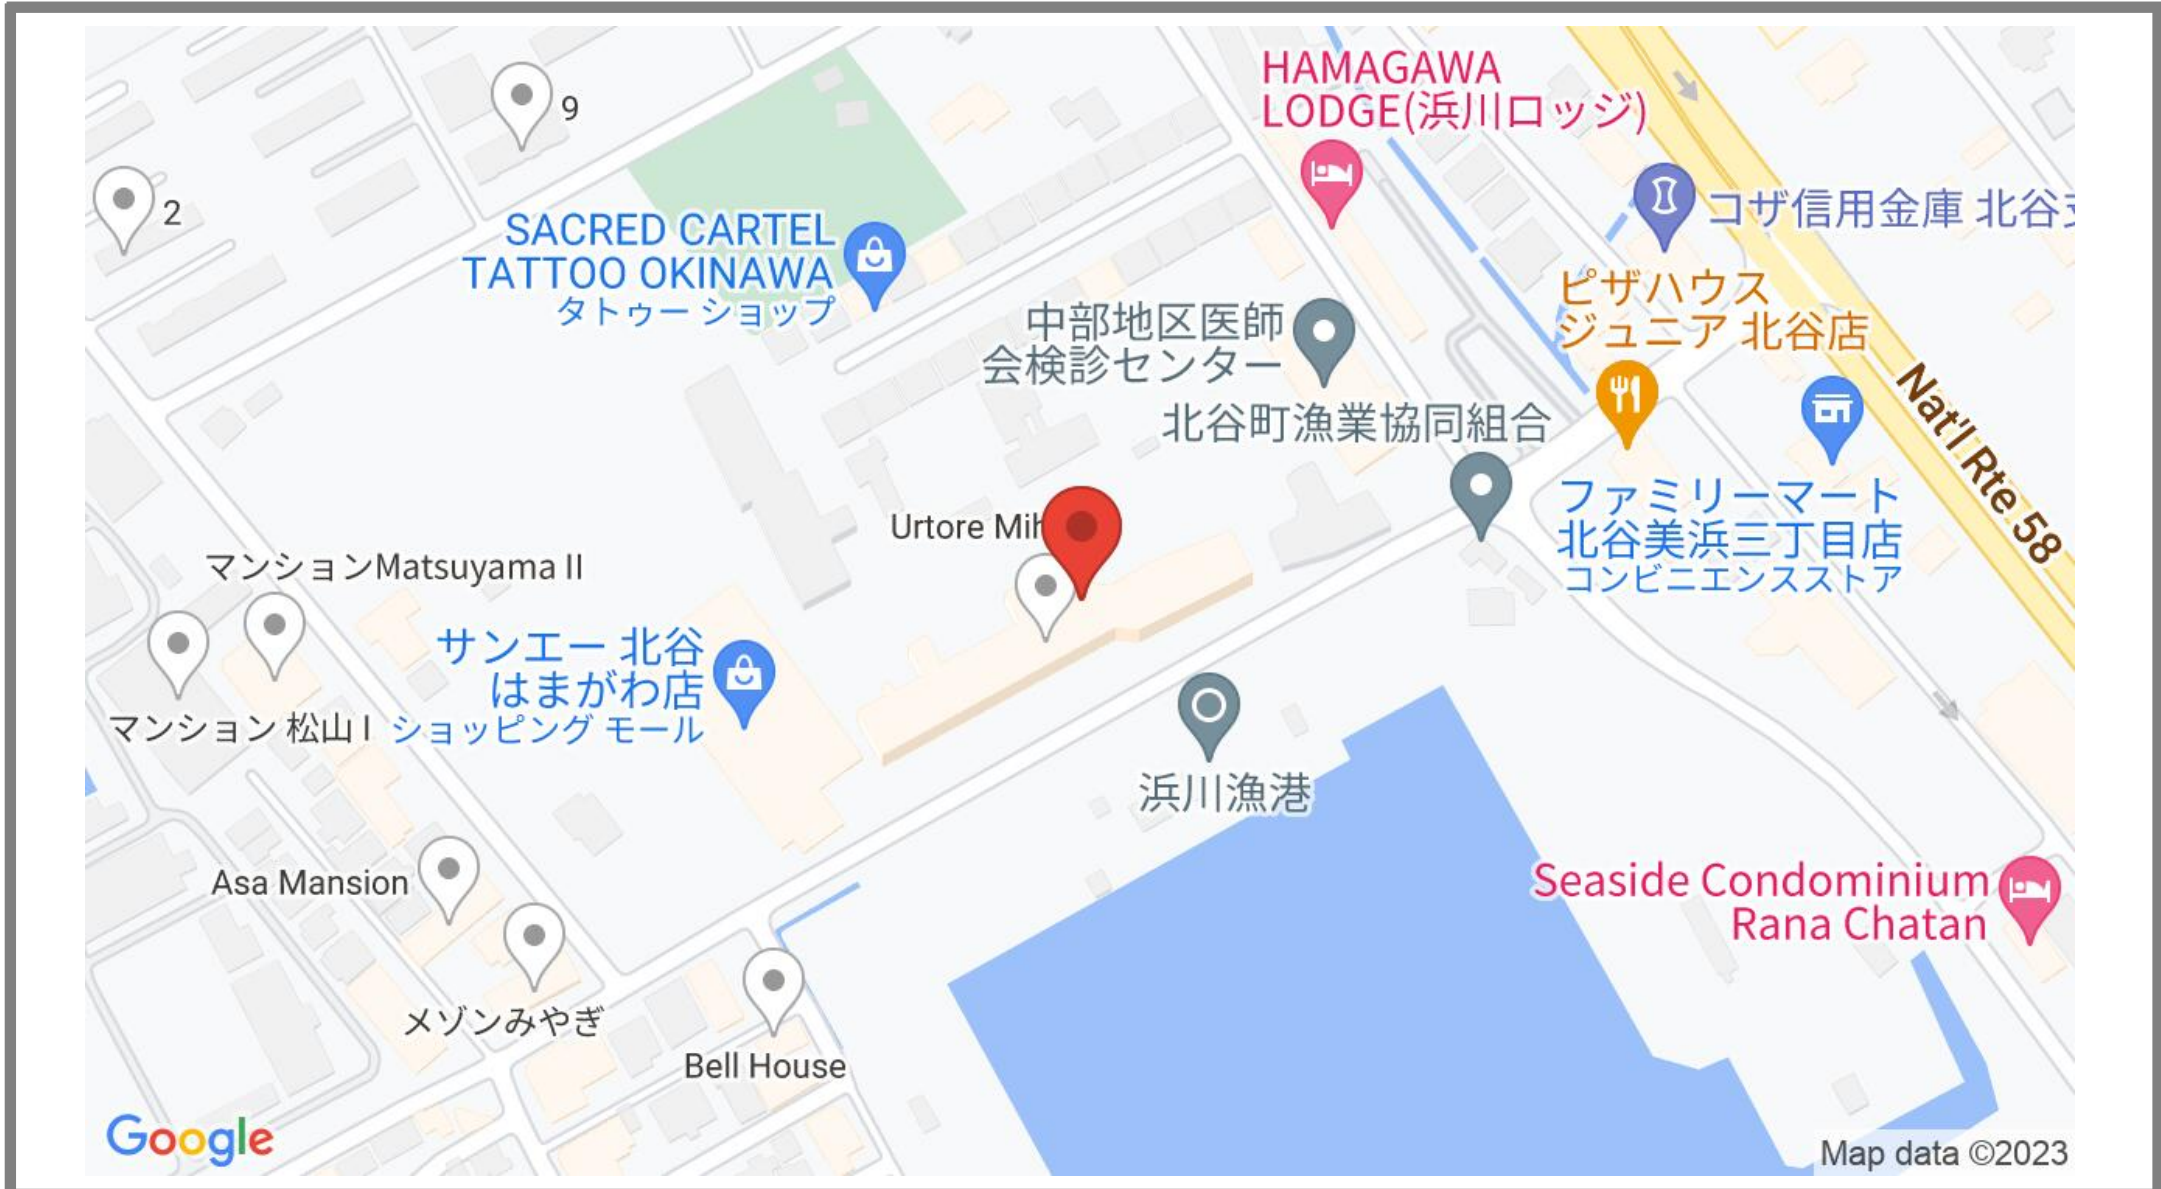 HAMAGAWA
LODGE(浜川ロッジ)
9
2
コザ信用金庫 北谷
SACRED CARTEL
TATTOO OKINAWA
タトゥー ショップ
ピザハウス
ジュニア 北谷店
中部地区医師
会検診センター
北谷町漁業協同組合
Nat'l Rte 58
ファミリーマート
北谷美浜三丁目店
コンビニエンスストア
Urtore
マンションMatsuyama II
サンエー 北谷
はまがわ店
ショッピング モール
マンション 松山 I
浜川漁港
Asa Mansion
Seaside Condominium
Rana Chatan
メゾンみやぎ
Bell House
Google
Map data ©2023